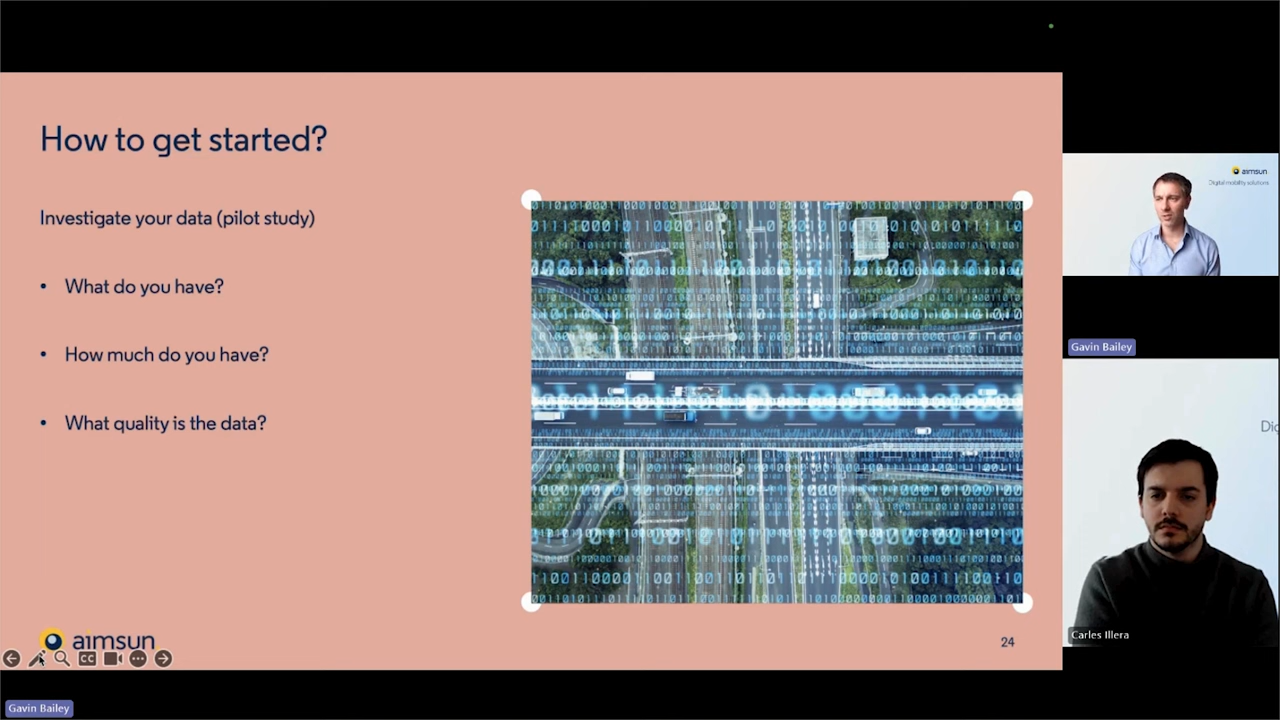 How to get started?
Investigate your data (pilot study)
• What do you have?
• How much do you have?
• What quality is the data?
aimsun
24
CC
Gavin Bailey
aimsun
Digital mobility solutions
Gavin Bailey
Carles Illera